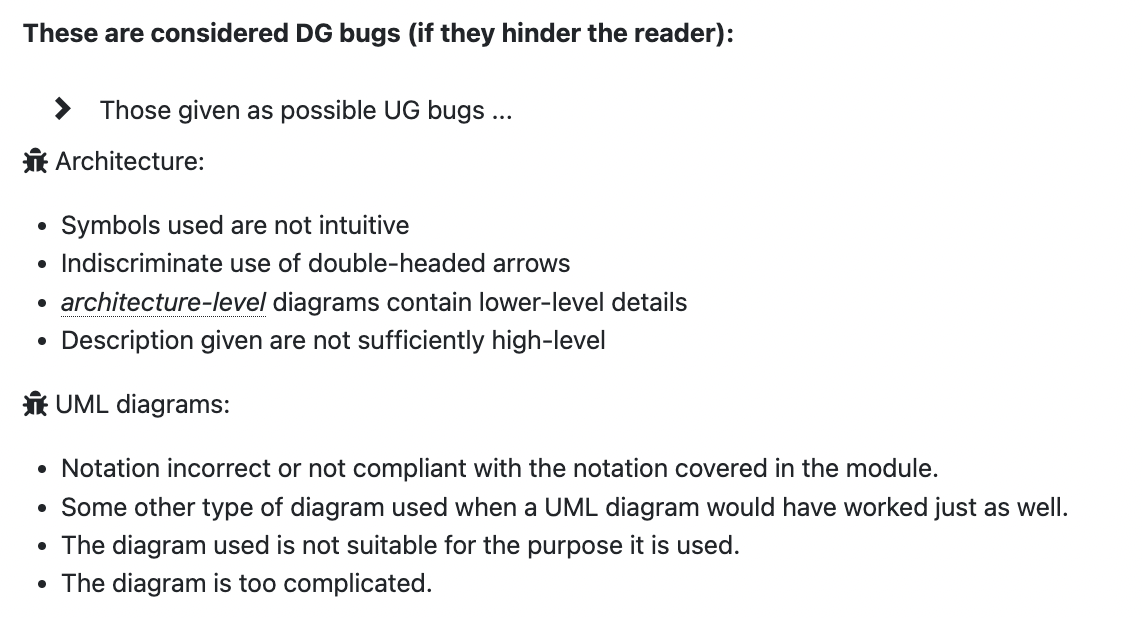 These are considered DG bugs (if they hinder the reader):
Those given as possible UG bugs ...
Architecture:
• Symbols used are not intuitive
• Indiscriminate use of double-headed arrows
• architecture-level diagrams contain lower-level details
• Description given are not sufficiently high-level
UML diagrams:
• Notation incorrect or not compliant with the notation covered in the module.
• Some other type of diagram used when a UML diagram would have worked just as well.
• The diagram used is not suitable for the purpose it is used.
• The diagram is too complicated.